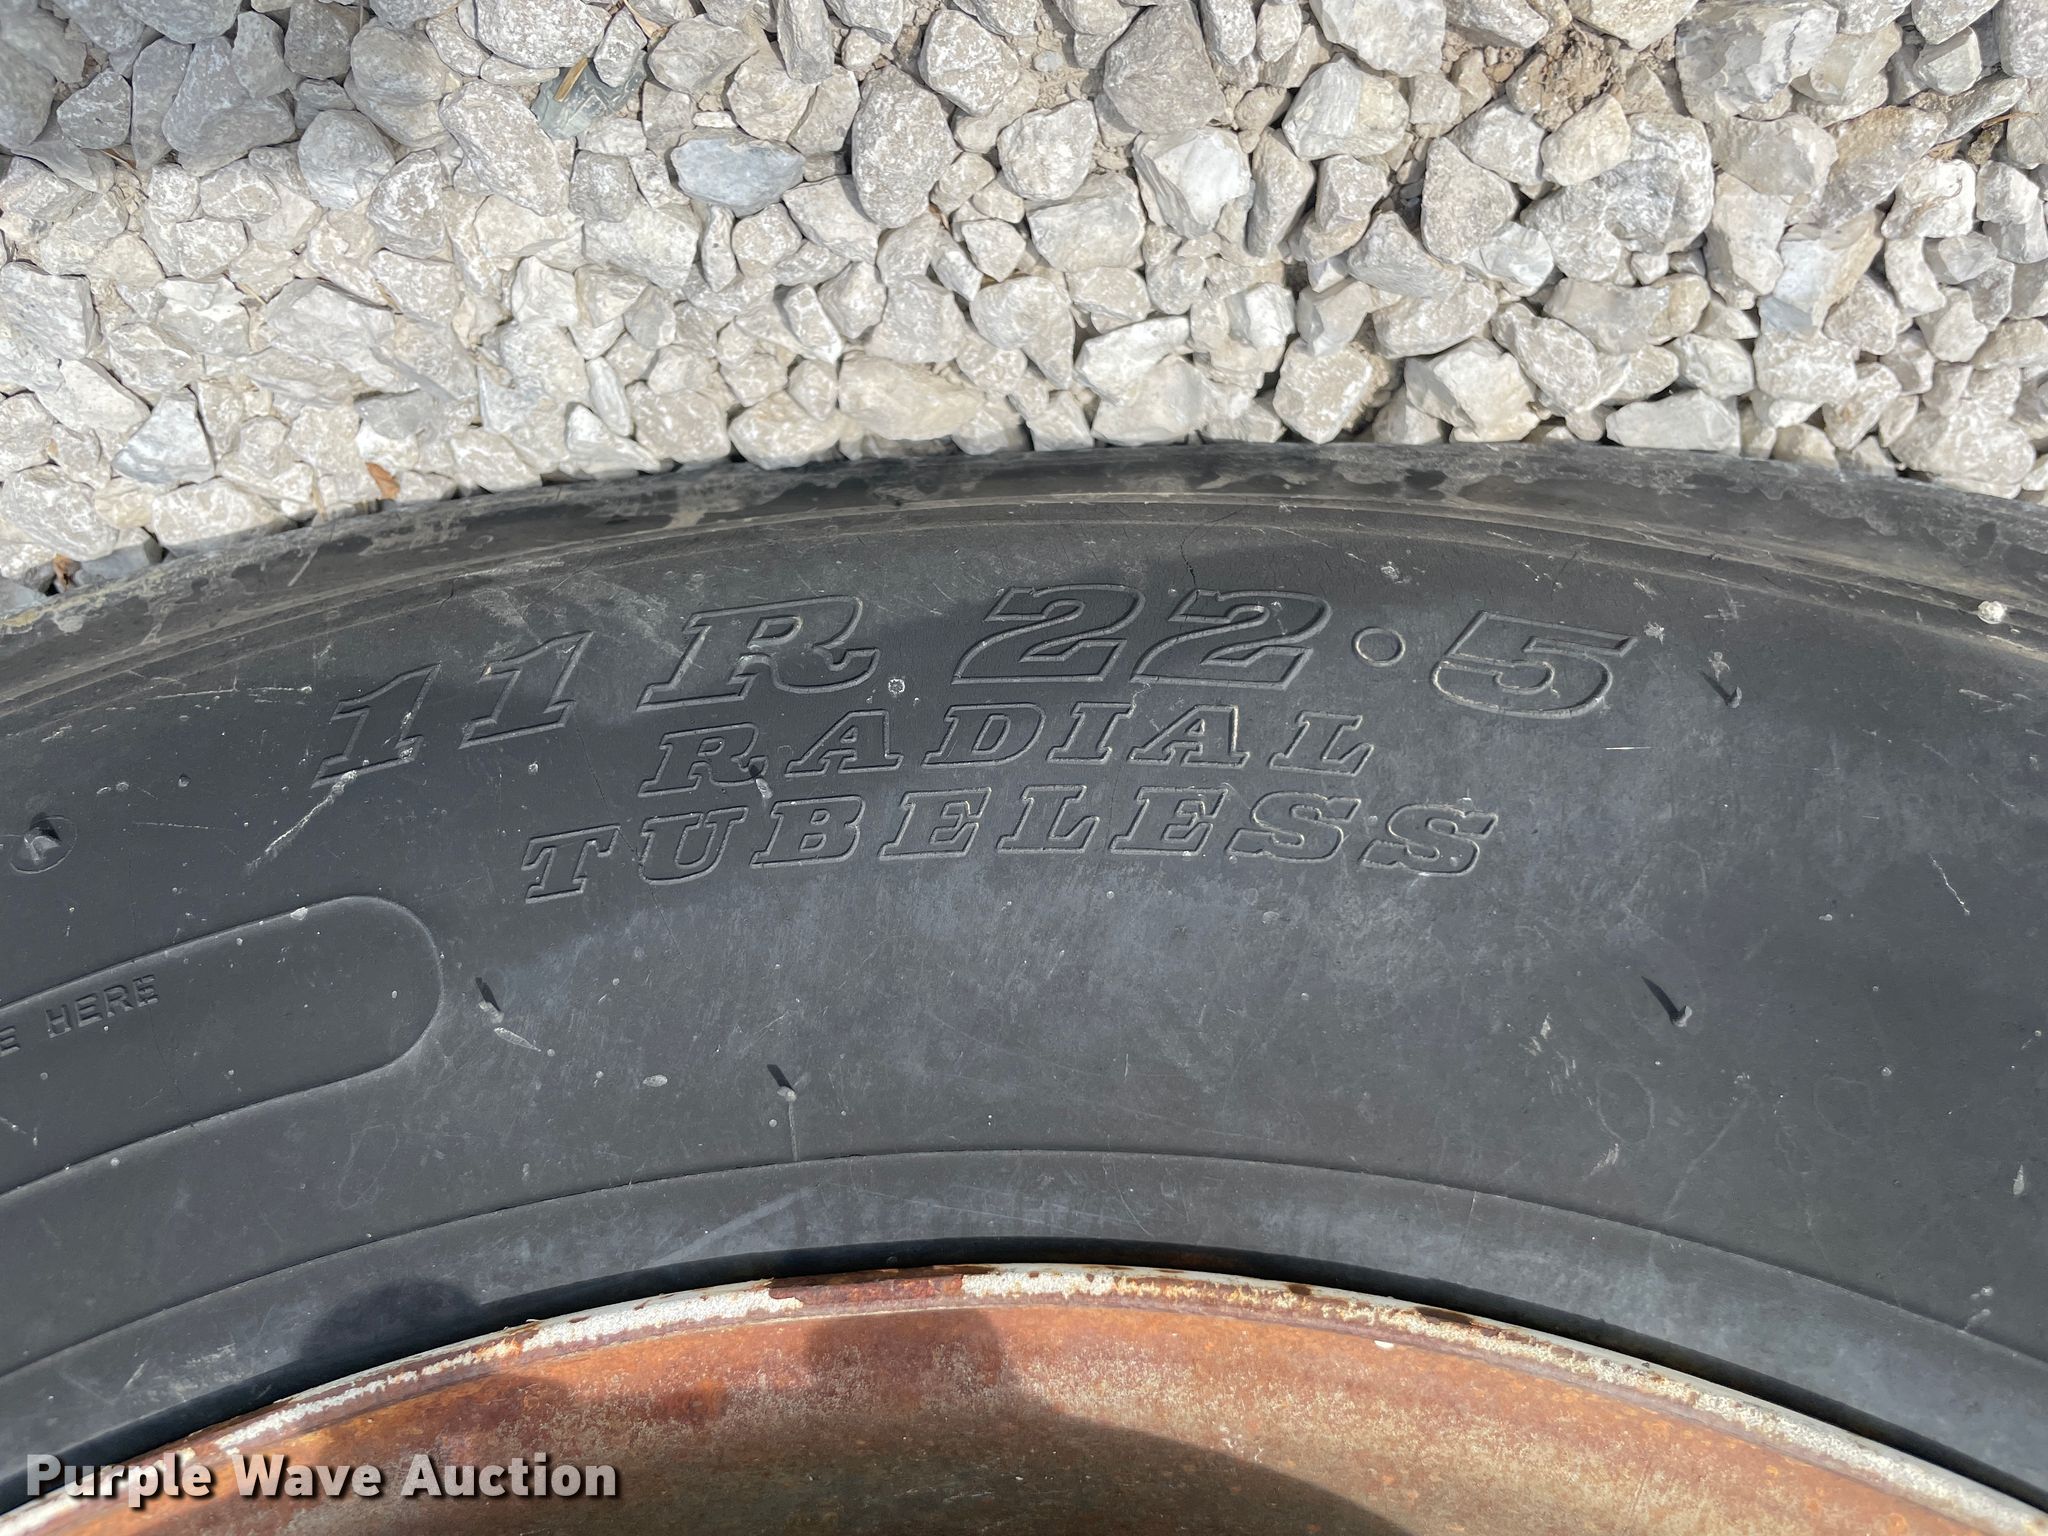 11 R 22.5
RADIAL
TUBELESS
HERE
Purple Wave Auction